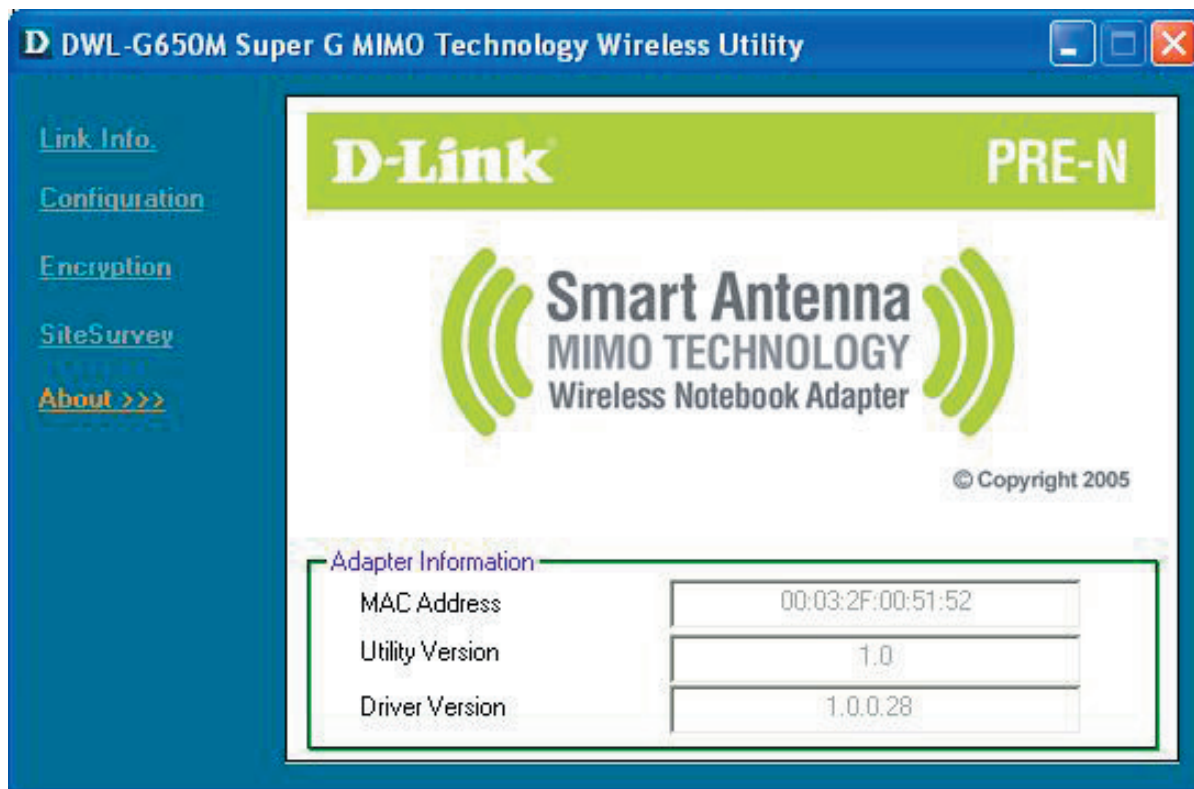 D DWL-G650M Super G MIMO Technology Wireless Utility
Link Info.
Configuration
Encryption
SiteSurvey
About >>>
D-Link
PRE-N
Smart Antenna
MIMO TECHNOLOGY
Wireless Notebook Adapter
© Copyright 2005
Adapter Information
MAC Address 00:03:2F:00:51:52
Utility Version 1.0
Driver Version 1.0.0.28